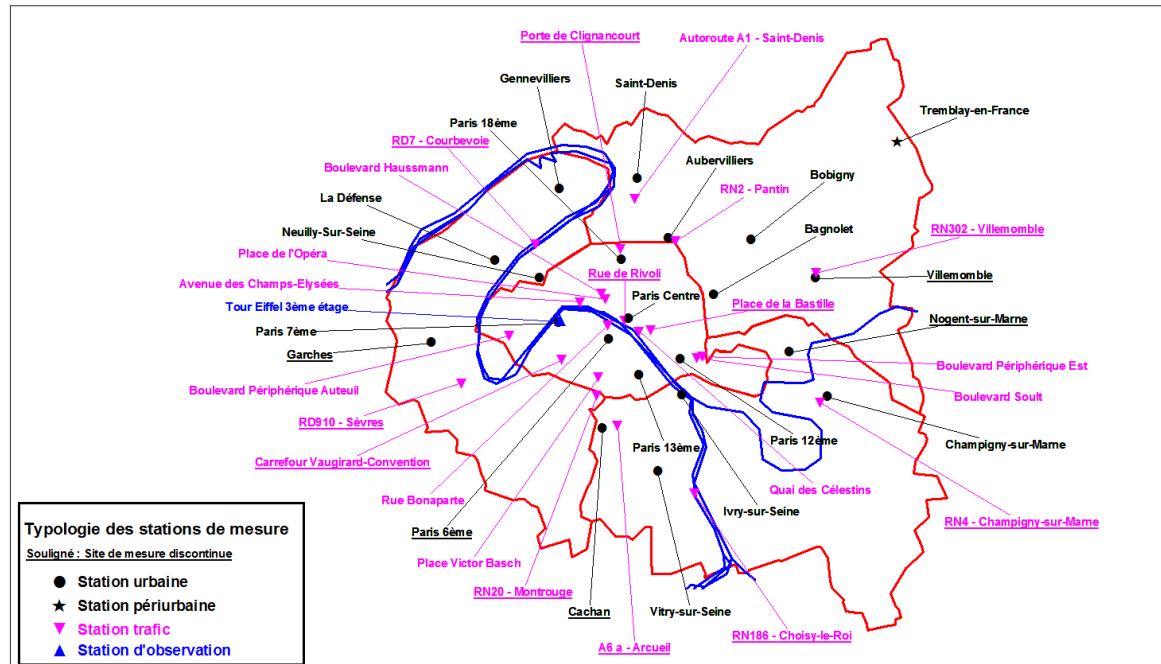 Porte de Clignancourt
Autoroute A1 - Saint-Denis
Gennevilliers
Saint-Denis
Tremblay-en-France
Paris 18ème
RD7 - Courbevoie
Aubervilliers
Boulevard Haussmann
RN2 - Pantin
Bobigny
La Défense
Bagnolet
Neuilly-Sur-Seine
RN302 - Villemomble
Place de l'Opéra
Rue de Rivoli
Villemomble
Avenue des Champs-Elysées
Paris Centre
Place de la Bastille
Tour Eiffel 3ème étage
Nogent-sur-Marne
Paris 7ème
Garches
Boulevard Périphérique Est
Boulevard Périphérique Auteuil
Boulevard Soult
RD910 - Sèvres
Paris 12ème
Champigny-sur-Marne
Paris 13ème
Carrefour Vaugirard-Convention
Quai des Célestins
Rue Bonaparte
Ivry-sur-Seine
RN4 - Champigny-sur-Marne
Paris 6ème
Place Victor Basch
RN20 - Montrouge
Cachan
Vitry-sur-Seine
RN186 - Choisy-le-Roi
A6 a - Arcueil
Typologie des stations de mesure
Souligné : Site de mesure discontinue
Station urbaine
Station périurbaine
Station trafic
Station d'observation